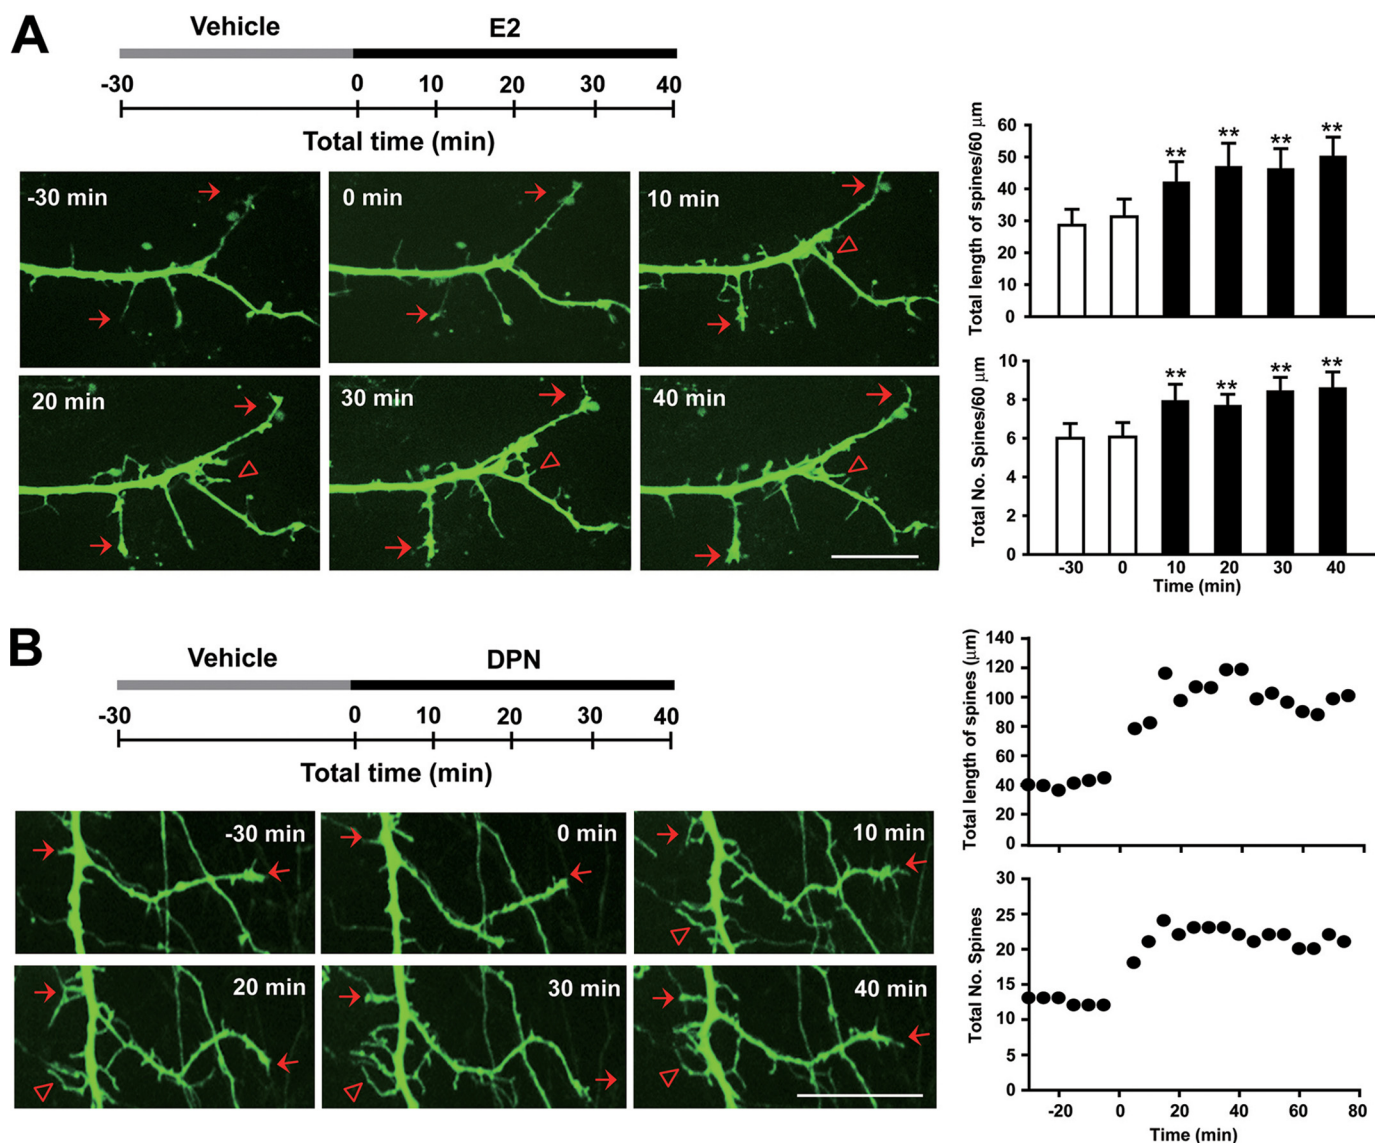 A
Vehicle E2
-30 0 10 20 30 40
Total time (min)
-30 min
0 min
10 min
20 min
30 min
40 min
Total length of spines/60 μm
60
50
40
30
20
10
0
** ** ** **
Total No. Spines/60 μm
10
8
6
4
2
0
** ** ** **
-30 0 10 20 30 40
Time (min)
B
Vehicle DPN
-30 0 10 20 30 40
Total time (min)
-30 min
0 min
10 min
20 min
30 min
40 min
Total length of spines (μm)
140
120
100
80
60
40
20
0
Total No. Spines
30
25
20
15
10
5
0
-20 0 20 40 60 80
Time (min)